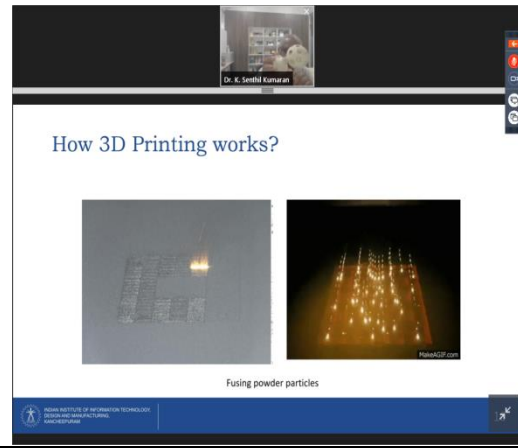 Dr. K. Senthil Kumaran
How 3D Printing works?
MakeAGIF.com
Fusing powder particles
INDIAN INSTITUTE OF INFORMATION TECHNOLOGY,
DESIGN AND MANUFACTURING,
KANCHEEPURAM